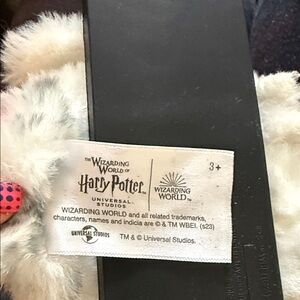 THE WIZARDING
WORLD OF
Harry Potter
UNIVERSAL
STUDIOS
WIZARDING
WORLD™
3+
WIZARDING WORLD and all related trademarks,
characters, names and indicia are © & TM WBEI. (s23)
UNIVERSAL STUDIOS
TM & © Universal Studios.